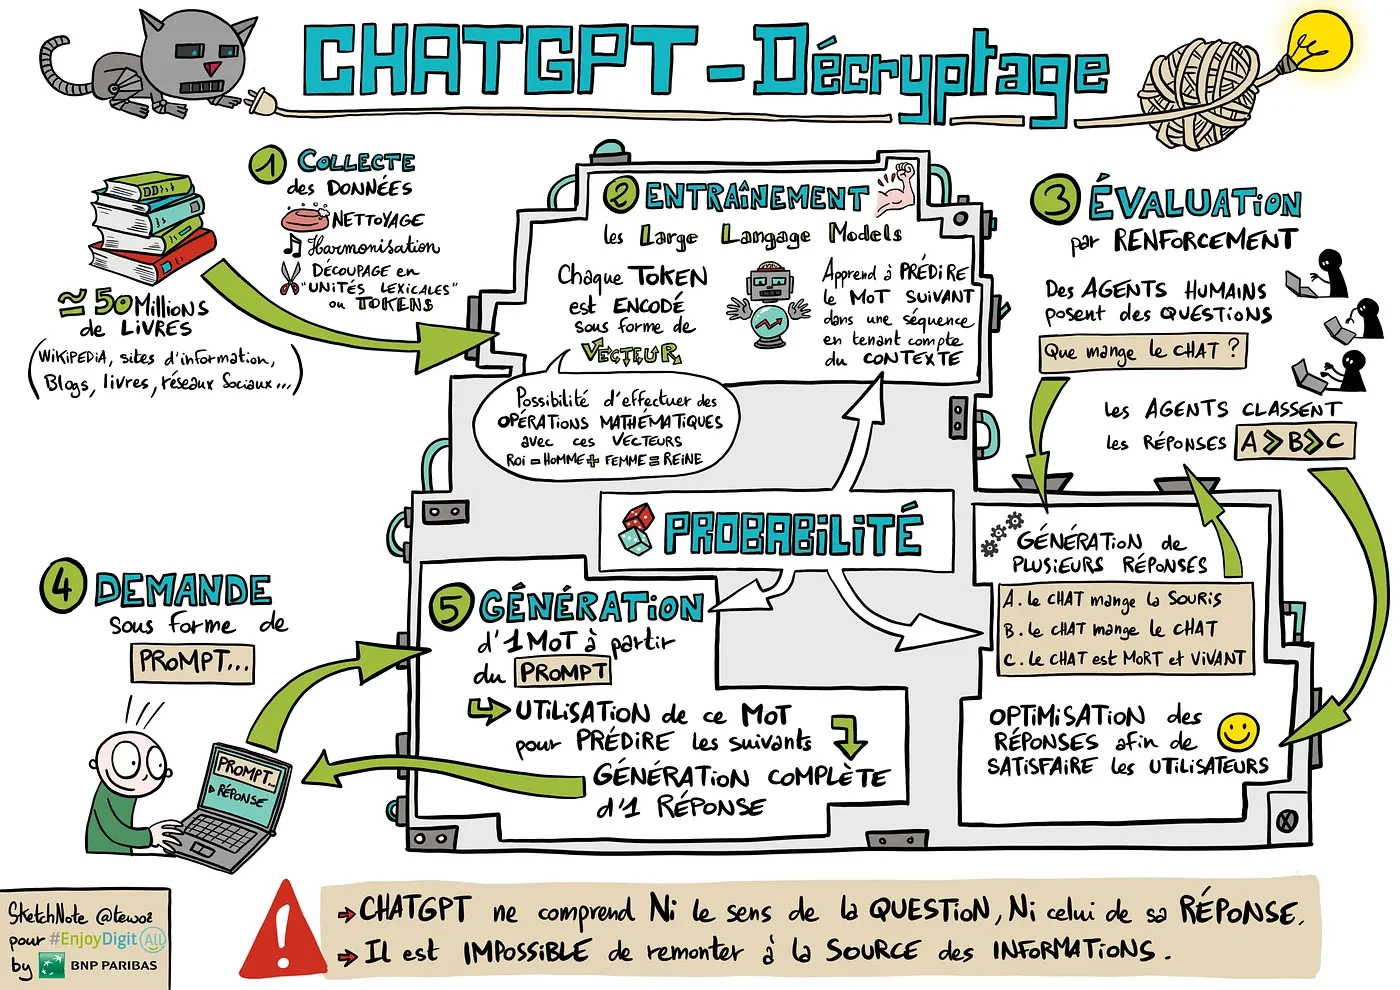 CHATGPT - Décryptage
1 COLLECTE
des DONNÉES
NETTOYAGE
Harmonisation
DÉCOUPAGE en
"UNITÉS LEXICALES"
ou TOKENS
≃ 50 Millions
de LIVRES
(WIKIPEDIA, sites d'information,
Blogs, livres, réseaux Sociaux...)
2 ENTRAÎNEMENT
les Large Langage Models
Chaque TOKEN
est ENCODÉ
sous forme de
VECTEUR
Apprend à PRÉDIRE
le MOT SUIVANT
dans une séquence
en tenant compte
du CONTEXTE
Possibilité d'effectuer des
OPÉRATIONS MATHÉMATIQUES
avec ces VECTEURS
ROI - HOMME + FEMME = REINE
3 ÉVALUATION
par RENFORCEMENT
Des AGENTS HUMAINS
posent des QUESTIONS
Que mange le CHAT ?
Les AGENTS CLASSENT
les RÉPONSES A > B > C
PROBABILITÉ
GÉNÉRATION de
PLUSIEURS RÉPONSES
A. le CHAT mange la SOURIS
B. le CHAT mange le CHAT
C. le CHAT est MORT et VIVANT
OPTIMISATION des
RÉPONSES afin de
SATISFAIRE les UTILISATEURS
4 DEMANDE
sous forme de
PROMPT...
PROMPT...
RÉPONSE
5 GÉNÉRATION
d'1 MOT à partir
du PROMPT
UTILISATION de ce MOT
pour PRÉDIRE les suivants
GÉNÉRATION COMPLÈTE
d'1 RÉPONSE
CHATGPT ne comprend Ni le sens de la QUESTION, Ni celui de sa RÉPONSE.
Il est IMPOSSIBLE de remonter à la SOURCE des INFORMATIONS.
SketchNote @tewoz
pour #EnjoyDigitAll
by BNP PARIBAS